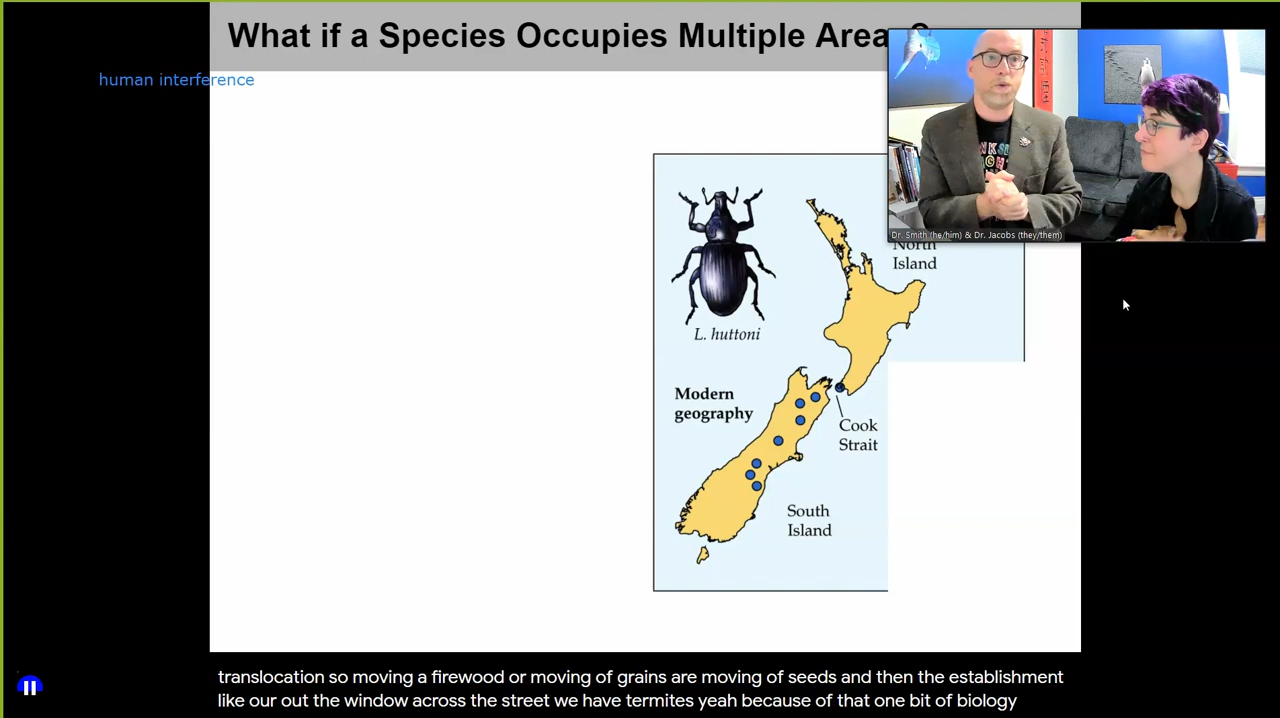 What if a Species Occupies Multiple Area
human interference
Dr. Smith (he/him) & Dr. Jacobs (they/them)
North
Island
L. huttoni
Modern
geography
Cook
Strait
South
Island
translocation so moving a firewood or moving of grains are moving of seeds and then the establishment
like our out the window across the street we have termites yeah because of that one bit of biology